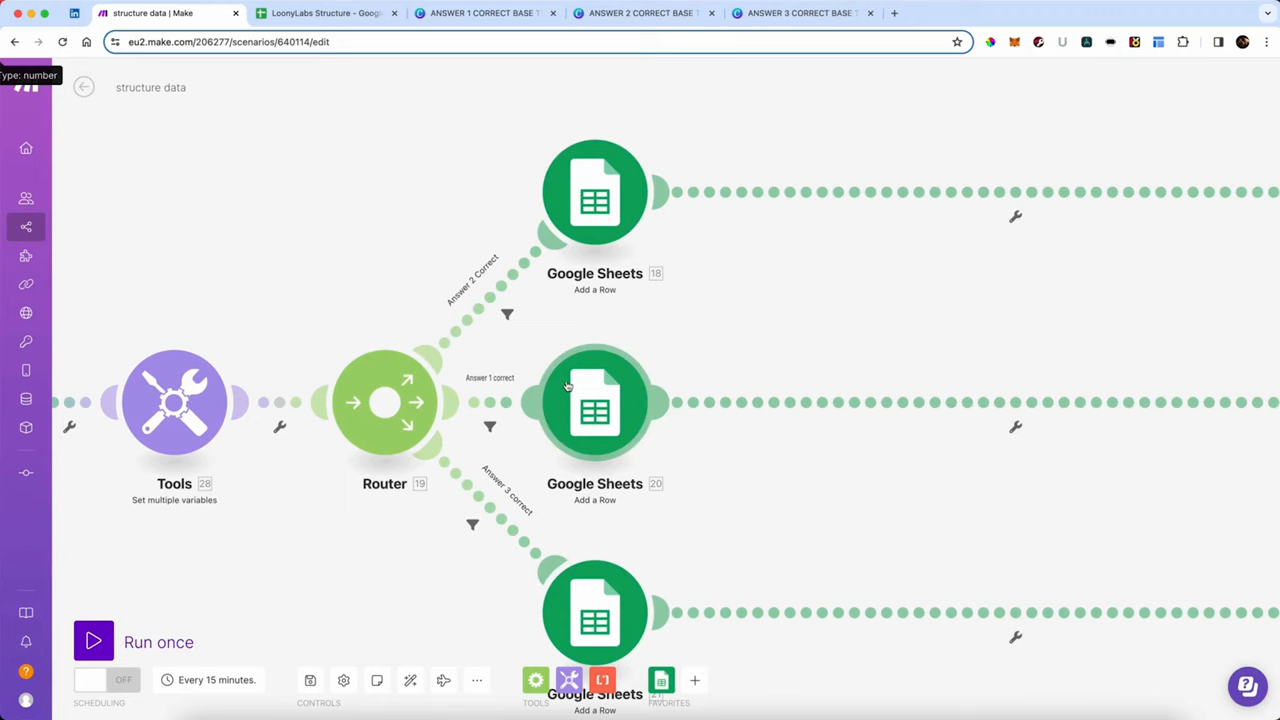 structure data | Make
LoonyLabs Structure - Goog
ANSWER 1 CORRECT BASE T
ANSWER 2 CORRECT BASE T
ANSWER 3 CORRECT BASE T
eu2.make.com/206277/scenarios/640114/edit
Type: number
structure data
Google Sheets 18
Add a Row
Answer 2 Correct
Answer 1 correct
Tools 28
Set multiple variables
Router 19
Google Sheets 20
Add a Row
Answer 3 correct
Run once
OFF
Every 15 minutes.
SCHEDULING
CONTROLS
TOOLS
FAVORITES
Google Sheets 21
Add a Row